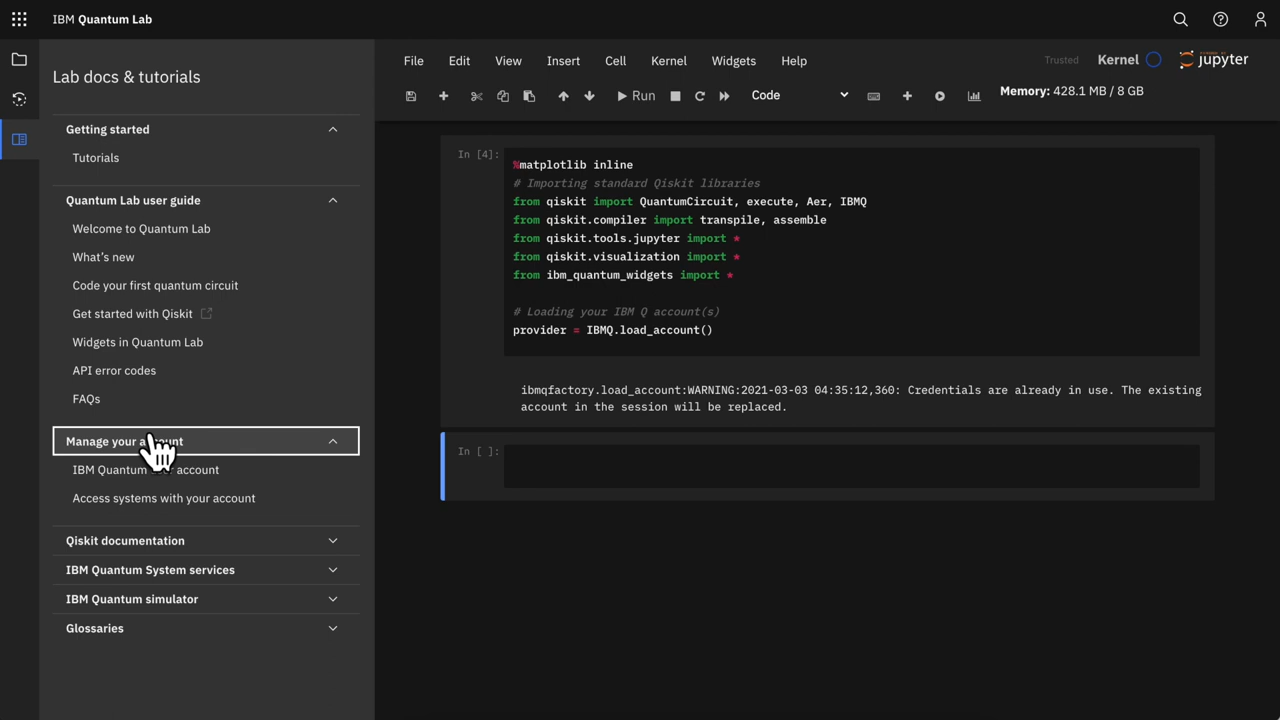 IBM Quantum Lab
Lab docs & tutorials
Getting started
Tutorials
Quantum Lab user guide
Welcome to Quantum Lab
What's new
Code your first quantum circuit
Get started with Qiskit
Widgets in Quantum Lab
API error codes
FAQs
Manage your account
IBM Quantum account
Access systems with your account
Qiskit documentation
IBM Quantum System services
IBM Quantum simulator
Glossaries
File Edit View Insert Cell Kernel Widgets Help
Trusted Kernel jupyter
Run Code Memory: 428.1 MB / 8 GB
In [4]:
%matplotlib inline
# Importing standard Qiskit libraries
from qiskit import QuantumCircuit, execute, Aer, IBMQ
from qiskit.compiler import transpile, assemble
from qiskit.tools.jupyter import *
from qiskit.visualization import *
from ibm_quantum_widgets import *
# Loading your IBM Q account(s)
provider = IBMQ.load_account()
ibmqfactory.load_account:WARNING:2021-03-03 04:35:12,360: Credentials are already in use. The existing
account in the session will be replaced.
In [ ]: